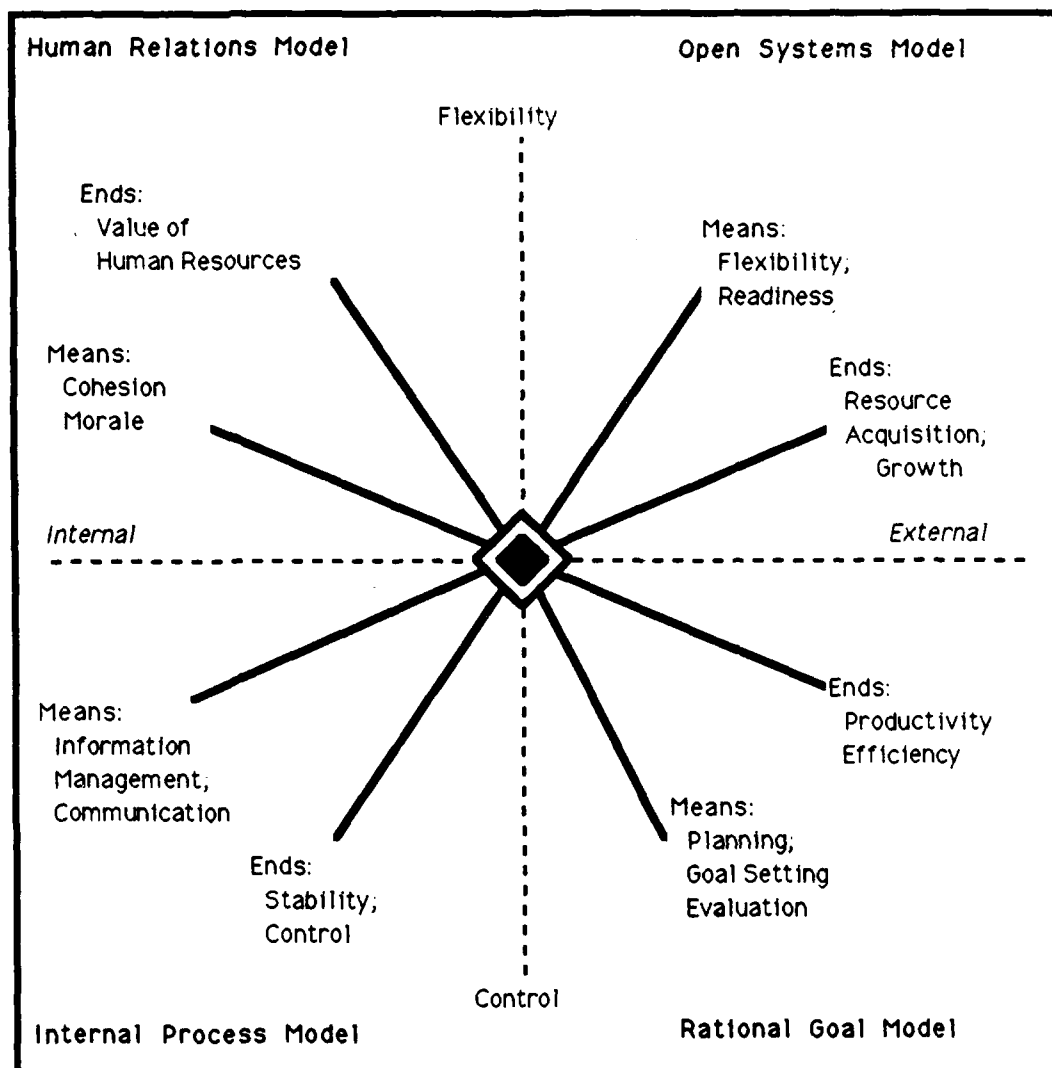 Human Relations Model
Open Systems Model
Flexibility
Ends:
Value of
Human Resources
Means:
Flexibility;
Readiness
Means:
Cohesion
Morale
Ends:
Resource
Acquisition;
Growth
Internal
External
Means:
Information
Management;
Communication
Ends:
Productivity
Efficiency
Ends:
Stability;
Control
Means:
Planning;
Goal Setting
Evaluation
Control
Internal Process Model
Rational Goal Model